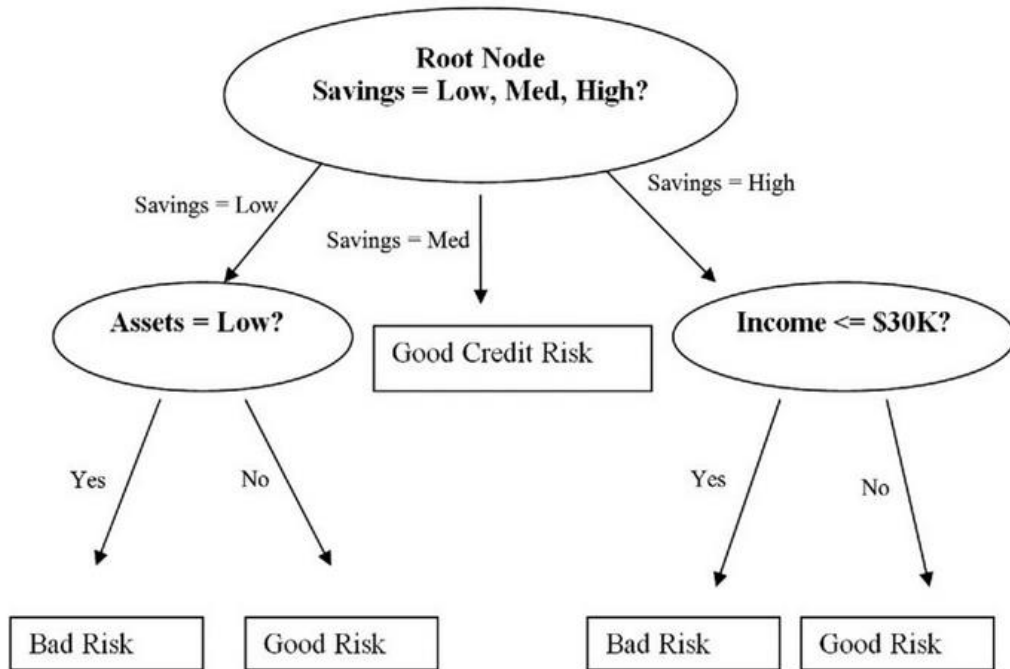 Root Node
Savings = Low, Med, High?
Savings = Low
Savings = Med
Savings = High
Assets = Low?
Good Credit Risk
Income <= $30K?
Yes
No
Yes
No
Bad Risk
Good Risk
Bad Risk
Good Risk